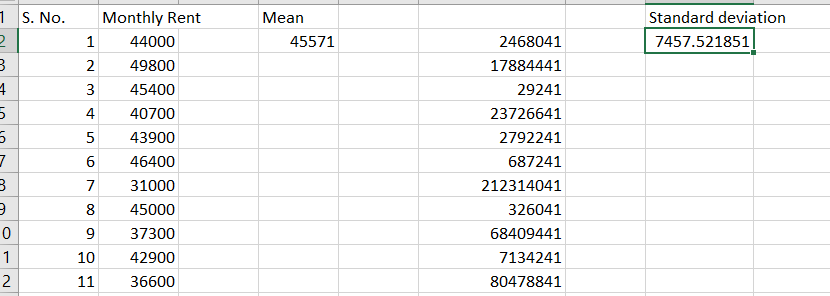 1 S. No. Monthly Rent Mean Standard deviation
2 1 44000 45571 2468041 7457.521851
3 2 49800 17884441
4 3 45400 29241
5 4 40700 23726641
6 5 43900 2792241
7 6 46400 687241
8 7 31000 212314041
9 8 45000 326041
0 9 37300 68409441
1 10 42900 7134241
2 11 36600 80478841